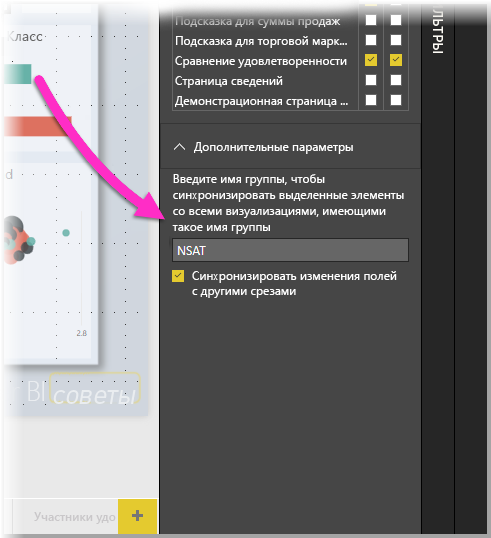 Подсказка для суммы продаж
Подсказка для торговой марк...
Сравнение удовлетворенности
Страница сведений
Демонстрационная страница ...
ЛЬТРЫ
Класс
Дополнительные параметры
Введите имя группы, чтобы
синхронизировать выделенные элементы
со всеми визуализациями, имеющими
такое имя группы
NSAT
Синхронизировать изменения полей
с другими срезами
d
2.8
BI советы
Участники удо
+